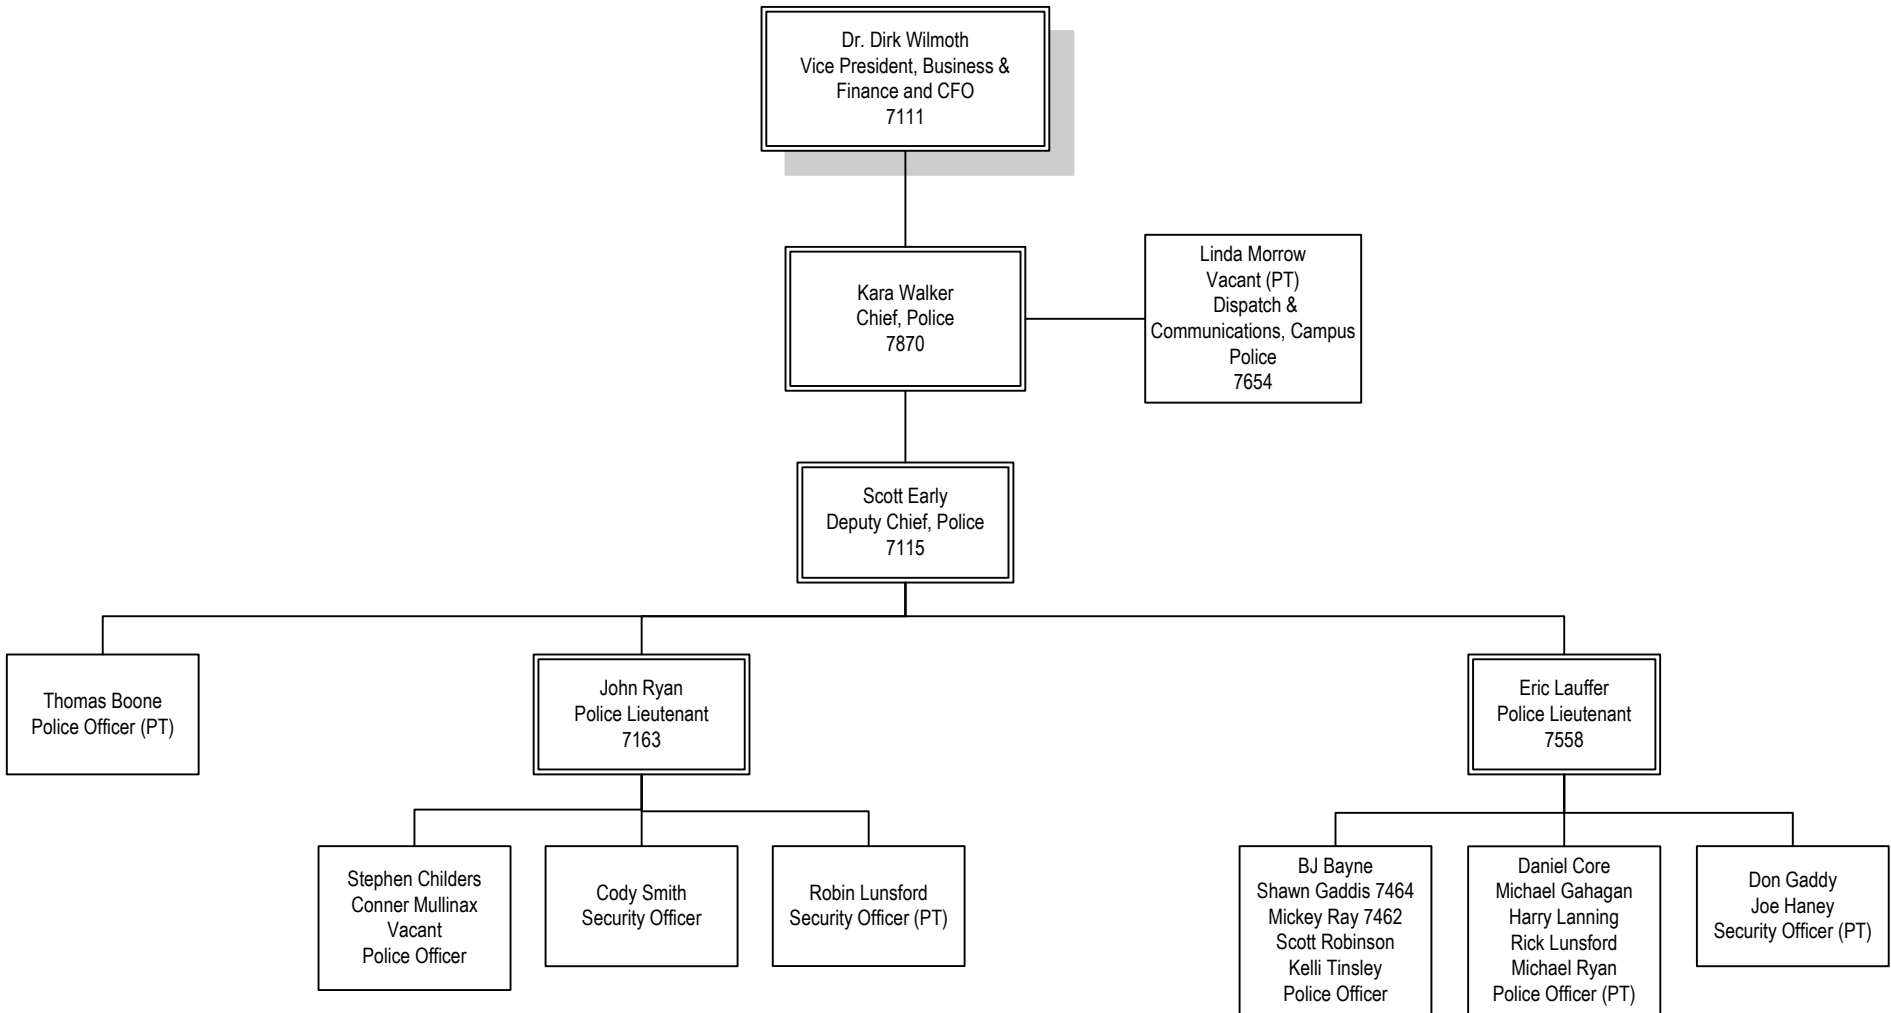 Dr. Dirk Wilmoth
Vice President, Business &
Finance and CFO
7111
Kara Walker
Chief, Police
7870
Linda Morrow
Vacant (PT)
Dispatch &
Communications, Campus
Police
7654
Scott Early
Deputy Chief, Police
7115
Thomas Boone
Police Officer (PT)
John Ryan
Police Lieutenant
7163
Eric Lauffer
Police Lieutenant
7558
Stephen Childers
Conner Mullinax
Vacant
Police Officer
Cody Smith
Security Officer
Robin Lunsford
Security Officer (PT)
BJ Bayne
Shawn Gaddis 7464
Mickey Ray 7462
Scott Robinson
Kelli Tinsley
Police Officer
Daniel Core
Michael Gahagan
Harry Lanning
Rick Lunsford
Michael Ryan
Police Officer (PT)
Don Gaddy
Joe Haney
Security Officer (PT)